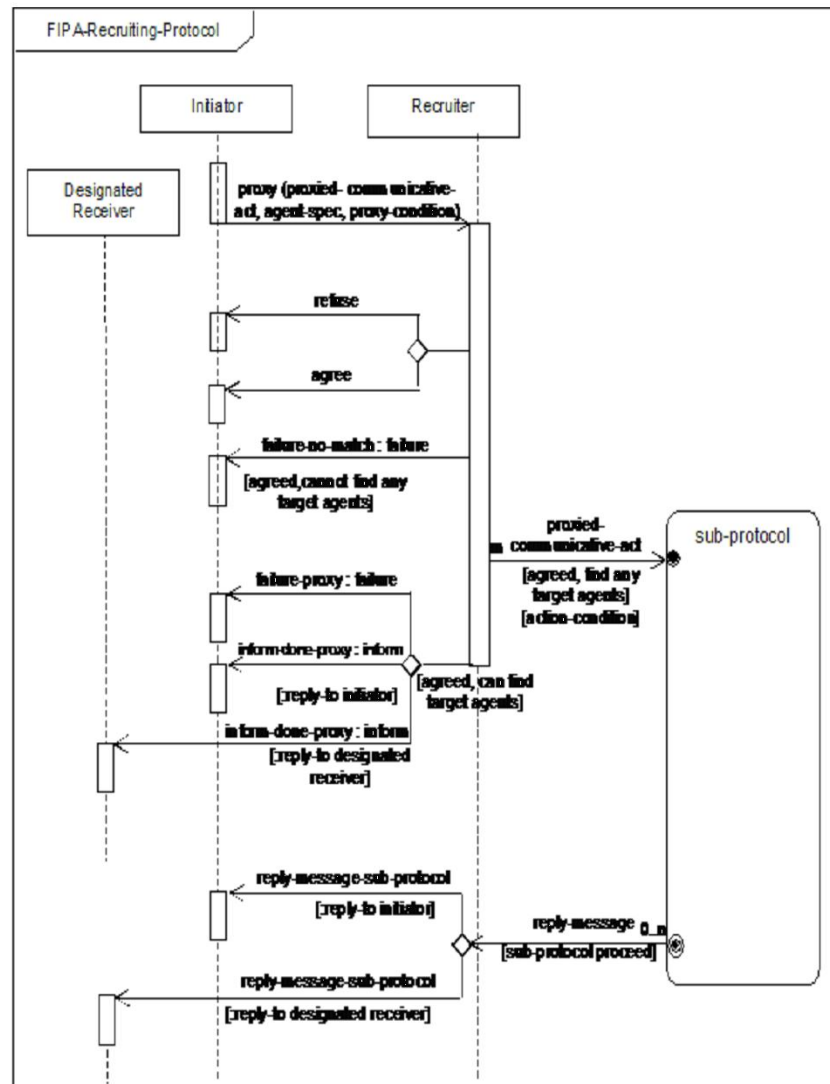 FIPA-Recruiting-Protocol
Initiator
Recruiter
Designated
Receiver
proxy (proxied- communicative-
act, agent-spec, proxy-condition)
refuse
agree
failure-no-match : failure
[agreed,cannot find any
target agents]
proxied-
m communicative-act
[agreed, find any
target agents]
[action-condition]
sub-protocol
failure-proxy : failure
inform-done-proxy : inform
[:reply-to initiator]
[agreed, can find
target agents]
inform-done-proxy : inform
[:reply-to designated
receiver]
reply-message-sub-protocol
[:reply-to initiator]
reply-message 0..n
[sub-protocol proceed]
reply-message-sub-protocol
[:reply-to designated receiver]